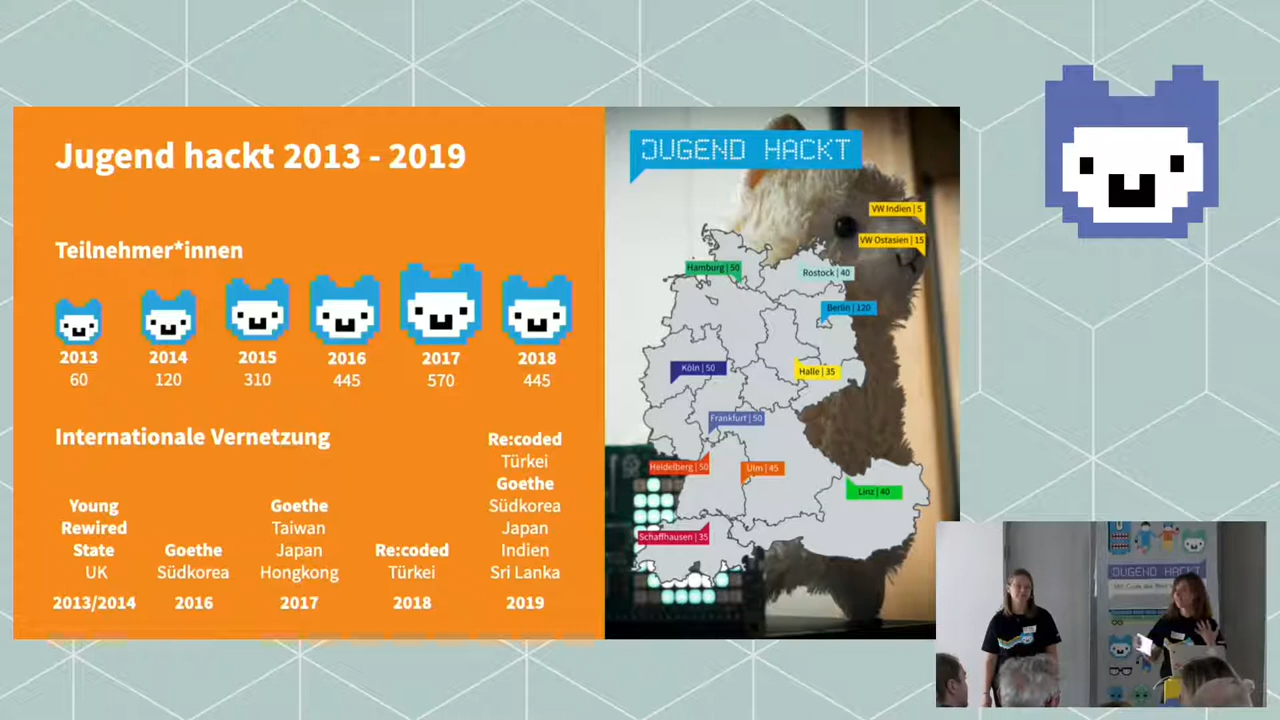 Jugend hackt 2013 - 2019
Teilnehmer*innen
2013
60
2014
120
2015
310
2016
445
2017
570
2018
445
Internationale Vernetzung
Young
Rewired
State
UK
2013/2014
Goethe
Südkorea
2016
Goethe
Taiwan
Japan
Hongkong
2017
Re:coded
Türkei
2018
Re:coded
Türkei
Goethe
Südkorea
Japan
Indien
Sri Lanka
2019
JUGEND HACKT
VW Indien | 5
VW Ostasien | 15
Hamburg | 50
Rostock | 40
Berlin | 120
Köln | 50
Halle | 35
Frankfurt | 50
Heidelberg | 50
Ulm | 45
Linz | 40
Schaffhausen | 35
JUGEND HACKT